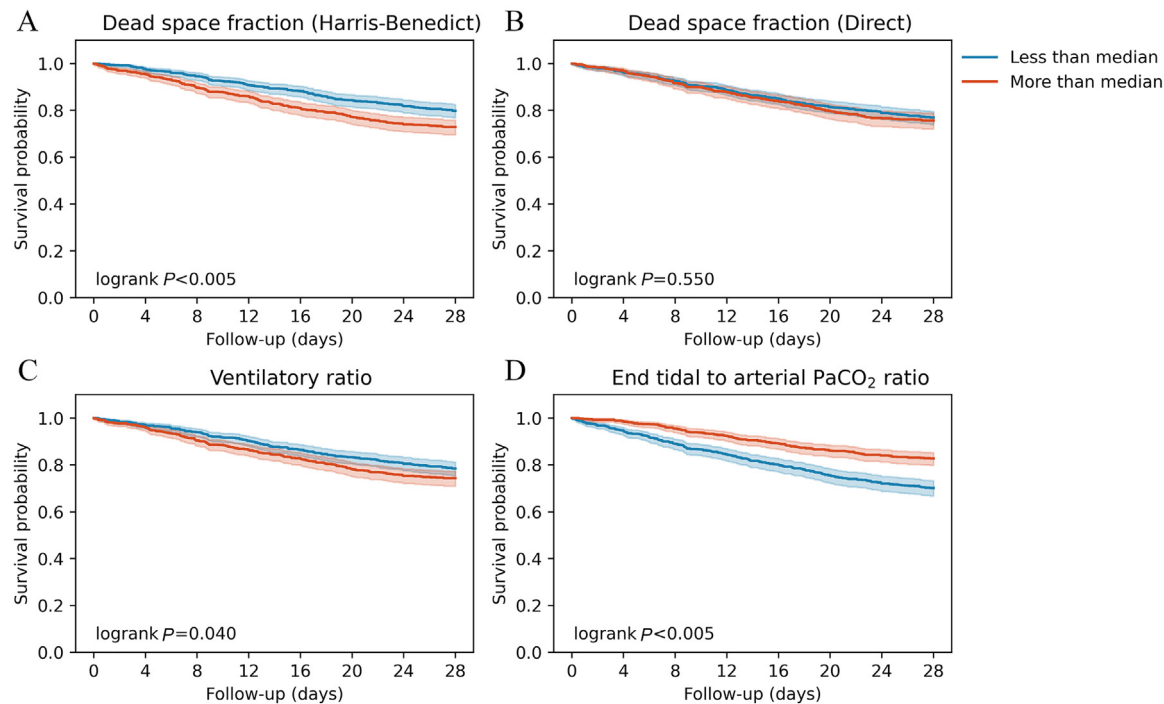 A
Dead space fraction (Harris-Benedict)
Survival probability
1.0
0.8
0.6
0.4
0.2
0.0
logrank P<0.005
0 4 8 12 16 20 24 28
Follow-up (days)
B
Dead space fraction (Direct)
Survival probability
1.0
0.8
0.6
0.4
0.2
0.0
logrank P=0.550
0 4 8 12 16 20 24 28
Follow-up (days)
Less than median
More than median
C
Ventilatory ratio
Survival probability
1.0
0.8
0.6
0.4
0.2
0.0
logrank P=0.040
0 4 8 12 16 20 24 28
Follow-up (days)
D
End tidal to arterial PaCO₂ ratio
Survival probability
1.0
0.8
0.6
0.4
0.2
0.0
logrank P<0.005
0 4 8 12 16 20 24 28
Follow-up (days)